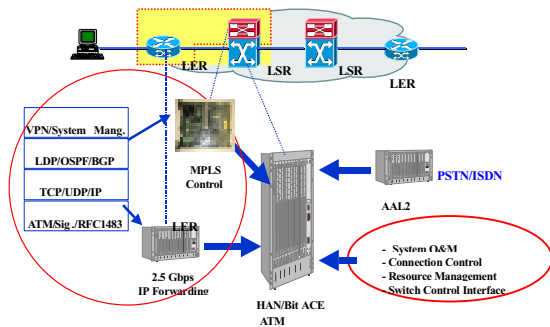 LER
LSR
LSR
LER
VPN/System Mang.
LDP/OSPF/BGP
TCP/UDP/IP
ATM/Sig./RFC1483
MPLS
Control
LER
2.5 Gbps
IP Forwarding
HAN/Bit ACE
ATM
PSTN/ISDN
AAL2
- System O&M
- Connection Control
- Resource Management
- Switch Control Interface